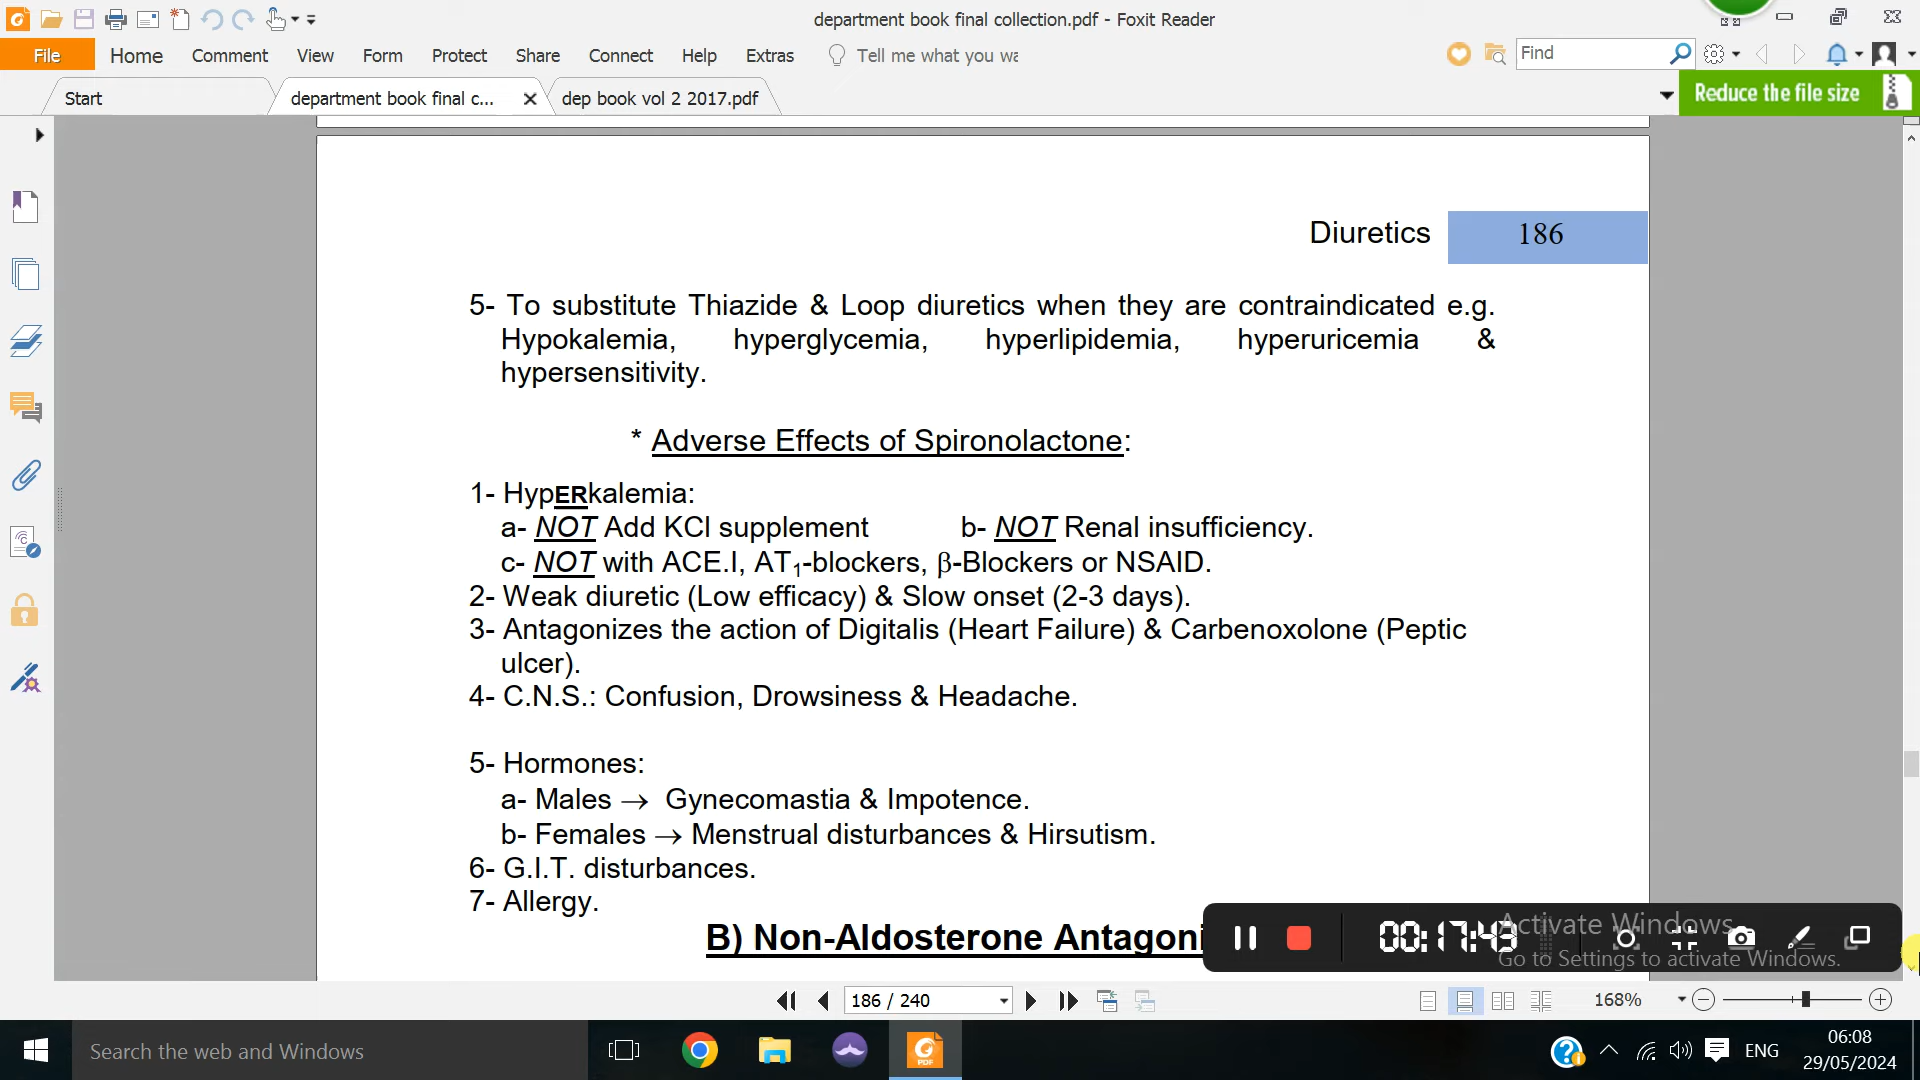 department book final collection.pdf - Foxit Reader
File Home Comment View Form Protect Share Connect Help Extras Tell me what you wa Find
Start department book final c... dep book vol 2 2017.pdf Reduce the file size
Diuretics 186
5- To substitute Thiazide & Loop diuretics when they are contraindicated e.g.
Hypokalemia, hyperglycemia, hyperlipidemia, hyperuricemia &
hypersensitivity.
* Adverse Effects of Spironolactone:
1- HypERkalemia:
a- NOT Add KCl supplement b- NOT Renal insufficiency.
c- NOT with ACE.I, AT1-blockers, β-Blockers or NSAID.
2- Weak diuretic (Low efficacy) & Slow onset (2-3 days).
3- Antagonizes the action of Digitalis (Heart Failure) & Carbenoxolone (Peptic
ulcer).
4- C.N.S.: Confusion, Drowsiness & Headache.
5- Hormones:
a- Males → Gynecomastia & Impotence.
b- Females → Menstrual disturbances & Hirsutism.
6- G.I.T. disturbances.
7- Allergy.
B) Non-Aldosterone Antagoni
00:17:43
Activate Windows
Go to Settings to activate Windows.
186 / 240 168%
Search the web and Windows ENG 06:08
29/05/2024